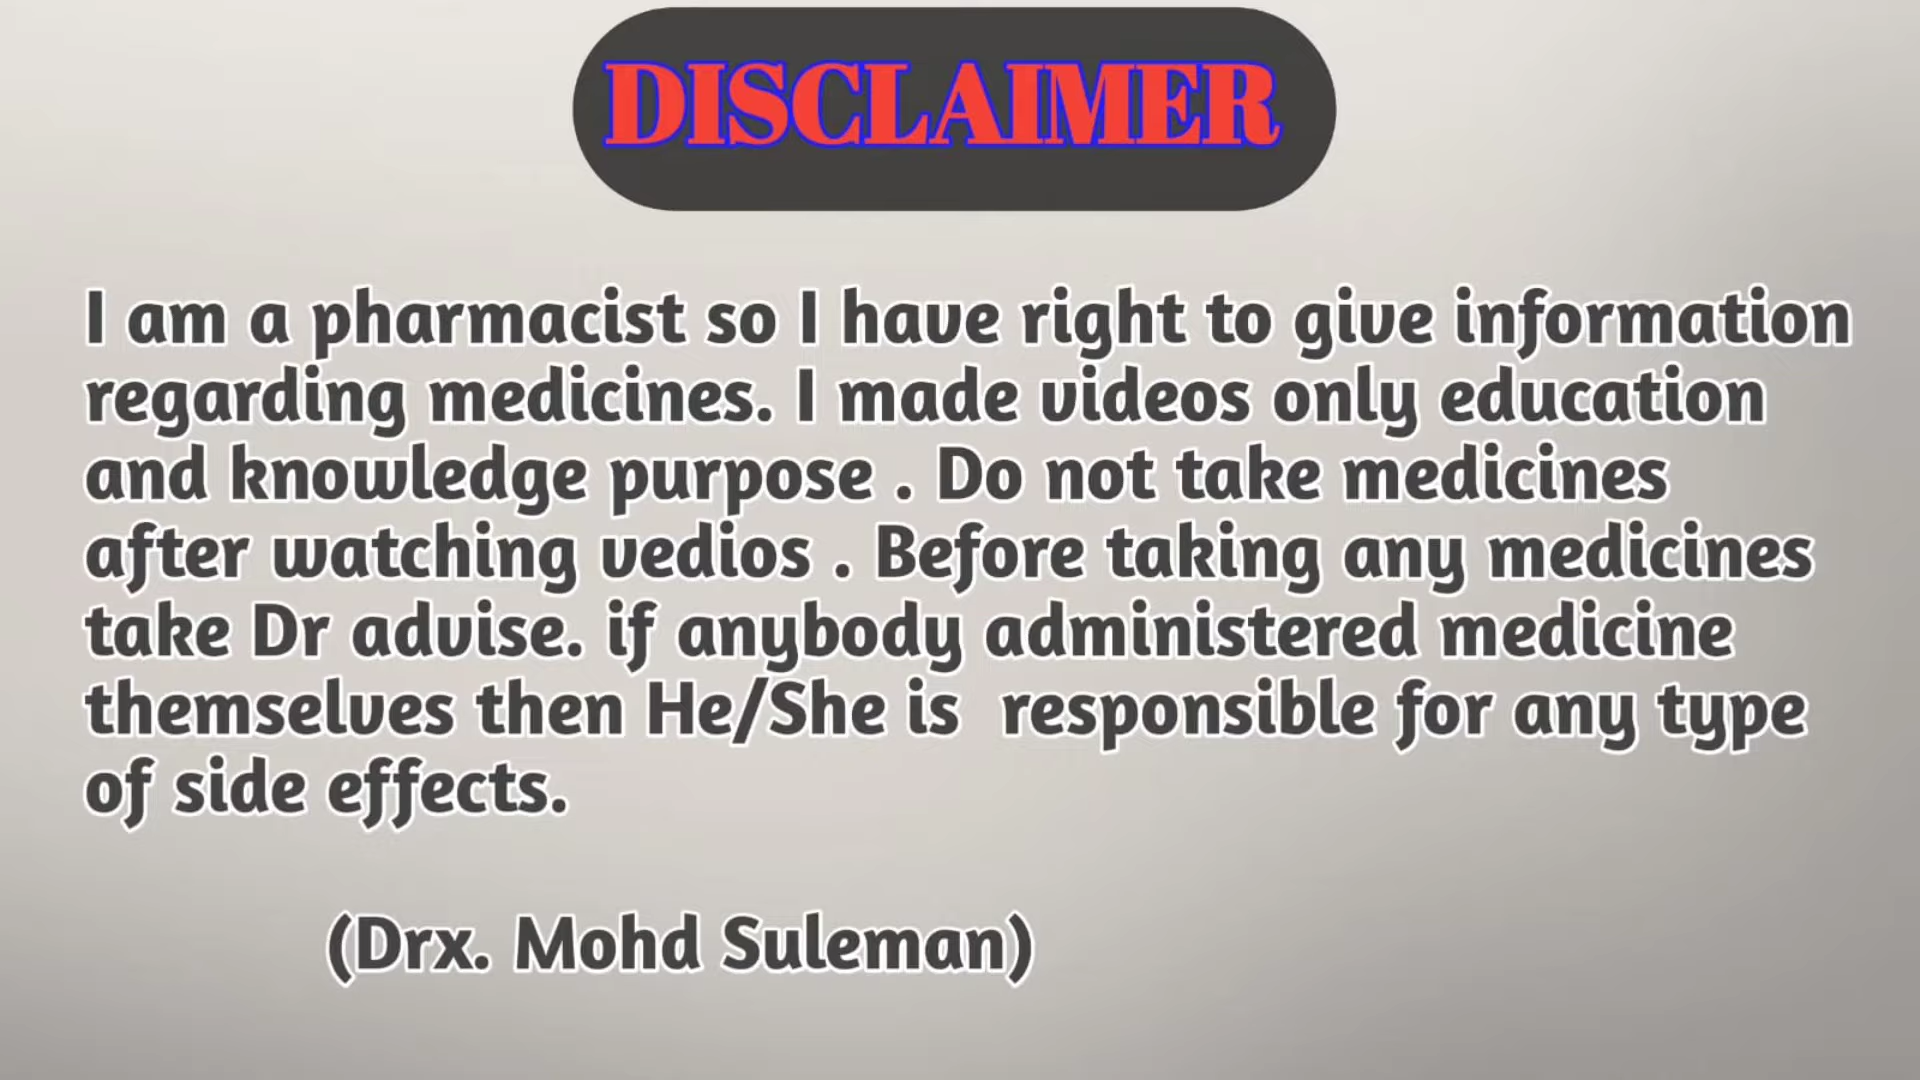 DISCLAIMER
I am a pharmacist so I have right to give information
regarding medicines. I made videos only education
and knowledge purpose . Do not take medicines
after watching vedios . Before taking any medicines
take Dr advise. if anybody administered medicine
themselves then He/She is  responsible for any type
of side effects.
(Drx. Mohd Suleman)